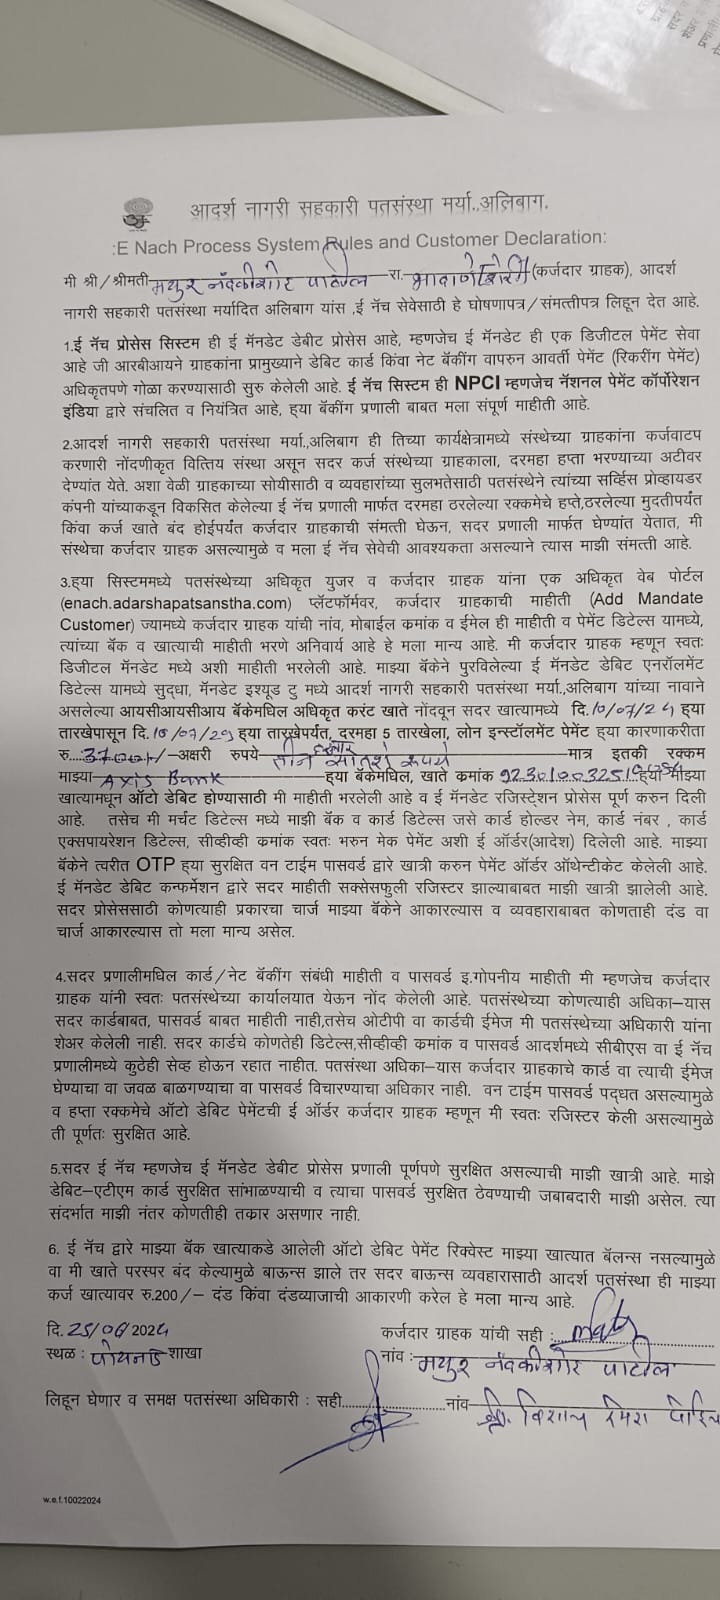 आदर्श नागरी सहकारी पतसंस्था मर्या.,अलिबाग.
:E Nach Process System Rules and Customer Declaration:
मी श्री/श्रीमती मयुर नंदकीशोर पाटील रा. (कर्जदार ग्राहक), आदर्श
नागरी सहकारी पतसंस्था मर्यादित अलिबाग यांस ,ई नॅच सेवेसाठी हे घोषणापत्र/संमत्तीपत्र लिहून देत आहे.
1.ई नॅच प्रोसेस सिस्टम ही ई मॅनडेट डेबीट प्रोसेस आहे, म्हणजेच ई मॅनडेट ही एक डिजिटल पेमेंट सेवा
आहे जी आरबीआयने ग्राहकांना प्रामुख्याने डेबिट कार्ड किंवा नेट बॅकींग वापरुन आवर्ती पेमेंट (रिकरींग पेमेंट)
अधिकृतपणे गोळा करण्यासाठी सुरु केलेली आहे. ई नॅच सिस्टम ही NPCI म्हणजेच नॅशनल पेमेंट कॉर्पोरेशन
इंडिया द्वारे संचलित व नियंत्रित आहे, ह्या बॅकींग प्रणाली बाबत मला संपूर्ण माहीती आहे.
2.आदर्श नागरी सहकारी पतसंस्था मर्या.,अलिबाग ही तिच्या कार्यक्षेत्रामध्ये संस्थेच्या ग्राहकांना कर्जवाटप
करणारी नोंदणीकृत वित्तिय संस्था असून सदर कर्ज संस्थेच्या ग्राहकाला, दरमहा हप्ता भरण्याच्या अटीवर
देण्यांत येते. अशा वेळी ग्राहकाच्या सोयीसाठी व व्यवहारांच्या सुलभतेसाठी पतसंस्थेने त्यांच्या सर्व्हिस प्रोव्हायडर
कंपनी यांच्याकडून विकसित केलेल्या ई नॅच प्रणाली मार्फत दरमहा ठरलेल्या रक्कमेचे हप्ते,ठरलेल्या मुदतीपर्यंत
किंवा कर्ज खाते बंद होईपर्यंत कर्जदार ग्राहकाची संमत्ती घेऊन, सदर प्रणाली मार्फत घेण्यांत येतात, मी
संस्थेचा कर्जदार ग्राहक असल्यामुळे व मला ई नॅच सेवेची आवश्यकता असल्याने त्यास माझी संमत्ती आहे.
3.ह्या सिस्टममध्ये पतसंस्थेच्या अधिकृत युजर व कर्जदार ग्राहक यांना एक अधिकृत वेब पोर्टल
(enach.adarshapatsanstha.com) प्लॅटफॉर्मवर, कर्जदार ग्राहकाची माहीती (Add Mandate
Customer) ज्यामध्ये कर्जदार ग्राहक यांची नांव, मोबाईल क्रमांक व ईमेल ही माहीती व पेमेंट डिटेल्स यामध्ये,
त्यांच्या बॅक व खात्याची माहीती भरणे अनिवार्य आहे हे मला मान्य आहे. मी कर्जदार ग्राहक म्हणून स्वतः
डिजीटल मॅनडेट मध्ये अशी माहीती भरलेली आहे. माझ्या बॅकेने पुरविलेल्या ई मॅनडेट डेबिट एनरॉलमेंट
डिटेल्स यामध्ये सुद्धा, मॅनडेट इश्यूड टु मध्ये आदर्श नागरी सहकारी पतसंस्था मर्या.,अलिबाग यांच्या नावाने
असलेल्या आयसीआयसीआय बॅकेमधिल अधिकृत करंट खाते नोंदवून सदर खात्यामध्ये दि.10/07/24 ह्या
तारखेपासून दि.10/07/29 ह्या तारखेपर्यंत, दरमहा 5 तारखेला, लोन इन्स्टॉलमेंट पेमेंट ह्या कारणाकरीता
रु. 3700/-अक्षरी रुपये तीन हजार सातशे रुपये मात्र इतकी रक्कम
माझ्या Axis Bank ह्या बॅकेमधिल, खाते क्रमांक ह्या माझ्या
खात्यामधून ऑटो डेबिट होण्यासाठी मी माहीती भरलेली आहे व ई मॅनडेट रजिस्टे्शन प्रोसेस पूर्ण करुन दिली
आहे. तसेच मी मर्चंट डिटेल्स मध्ये माझी बॅक व कार्ड डिटेल्स जसे कार्ड होल्डर नेम, कार्ड नंबर , कार्ड
एक्सपायरेशन डिटेल्स, सीव्हीव्ही क्रमांक स्वतः भरुन मेक पेमेंट अशी ई ऑर्डर(आदेश) दिलेली आहे. माझ्या
बॅकेने त्वरीत OTP ह्या सुरक्षित वन टाईम पासवर्ड द्वारे खात्री करुन पेमेंट ऑर्डर ऑथेन्टीकेट केलेली आहे.
ई मॅनडेट डेबिट कन्फर्मेशन द्वारे सदर माहीती सक्सेसफुली रजिस्टर झाल्याबाबत माझी खात्री झालेली आहे.
सदर प्रोसेससाठी कोणत्याही प्रकारचा चार्ज माझ्या बॅकेने आकारल्यास व व्यवहाराबाबत कोणताही दंड वा
चार्ज आकारल्यास तो मला मान्य असेल.
4.सदर प्रणालीमधिल कार्ड/नेट बॅकींग संबंधी माहीती व पासवर्ड इ.गोपनीय माहीती मी म्हणजेच कर्जदार
ग्राहक यांनी स्वतः पतसंस्थेच्या कार्यालयात येऊन नोंद केलेली आहे. पतसंस्थेच्या कोणत्याही अधिका–यास
सदर कार्डबाबत, पासवर्ड बाबत माहीती नाही,तसेच ओटीपी वा कार्डची ईमेज मी पतसंस्थेच्या अधिकारी यांना
शेअर केलेली नाही. सदर कार्डचे कोणतेही डिटेल्स,सीव्हीव्ही क्रमांक व पासवर्ड आदर्शमध्ये सीबीएस वा ई नॅच
प्रणालीमध्ये कुठेही सेव्ह होऊन रहात नाहीत. पतसंस्था अधिका–यास कर्जदार ग्राहकाचे कार्ड वा त्याची ईमेज
घेण्याचा वा जवळ बाळगण्याचा वा पासवर्ड विचारण्याचा अधिकार नाही. वन टाईम पासवर्ड पद्धत असल्यामुळे
व हप्ता रक्कमेचे ऑटो डेबिट पेमेंटची ई ऑर्डर कर्जदार ग्राहक म्हणून मी स्वतः रजिस्टर केली असल्यामुळे
ती पूर्णतः सुरक्षित आहे.
5.सदर ई नॅच म्हणजेच ई मॅनडेट डेबीट प्रोसेस प्रणाली पूर्णपणे सुरक्षित असल्याची माझी खात्री आहे. माझे
डेबिट–एटीएम कार्ड सुरक्षित सांभाळण्याची व त्याचा पासवर्ड सुरक्षित ठेवण्याची जबाबदारी माझी असेल. त्या
संदर्भात माझी नंतर कोणतीही तक्रार असणार नाही.
6. ई नॅच द्वारे माझ्या बॅक खात्याकडे आलेली ऑटो डेबिट पेमेंट रिक्वेस्ट माझ्या खात्यात बॅलन्स नसल्यामुळे
वा मी खाते परस्पर बंद केल्यामुळे बाऊन्स झाले तर सदर बाऊन्स व्यवहारासाठी आदर्श पतसंस्था ही माझ्या
कर्ज खात्यावर रु.200/– दंड किंवा दंडव्याजाची आकारणी करेल हे मला मान्य आहे.
दि. 25/06/2024 कर्जदार ग्राहक यांची सही :
स्थळ : पोयनाड शाखा नांव : मयुर नंदकीशोर पाटील
लिहून घेणार व समक्ष पतसंस्था अधिकारी : सही नांव श्री. विशाल
w.e.f.10022024